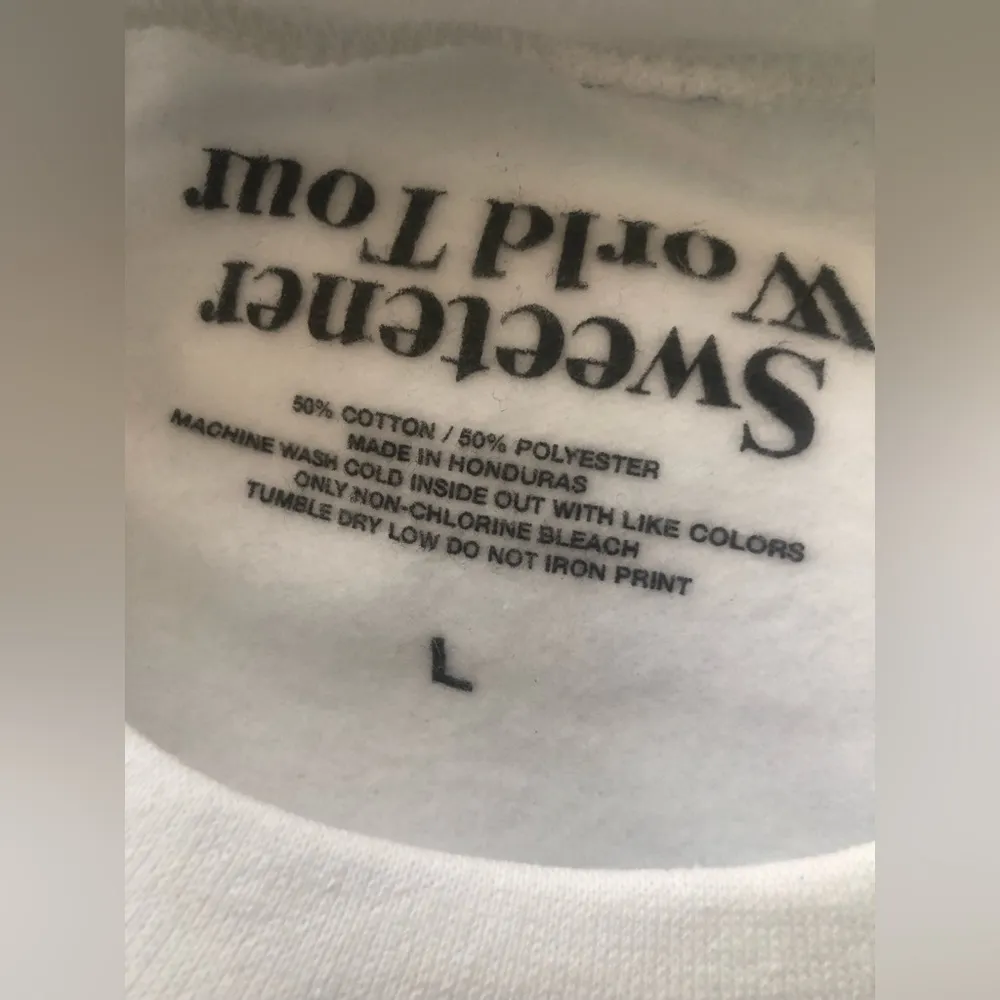 Sweetener
World Tour
50% COTTON / 50% POLYESTER
MADE IN HONDURAS
MACHINE WASH COLD INSIDE OUT WITH LIKE COLORS
ONLY NON-CHLORINE BLEACH
TUMBLE DRY LOW DO NOT IRON PRINT
L